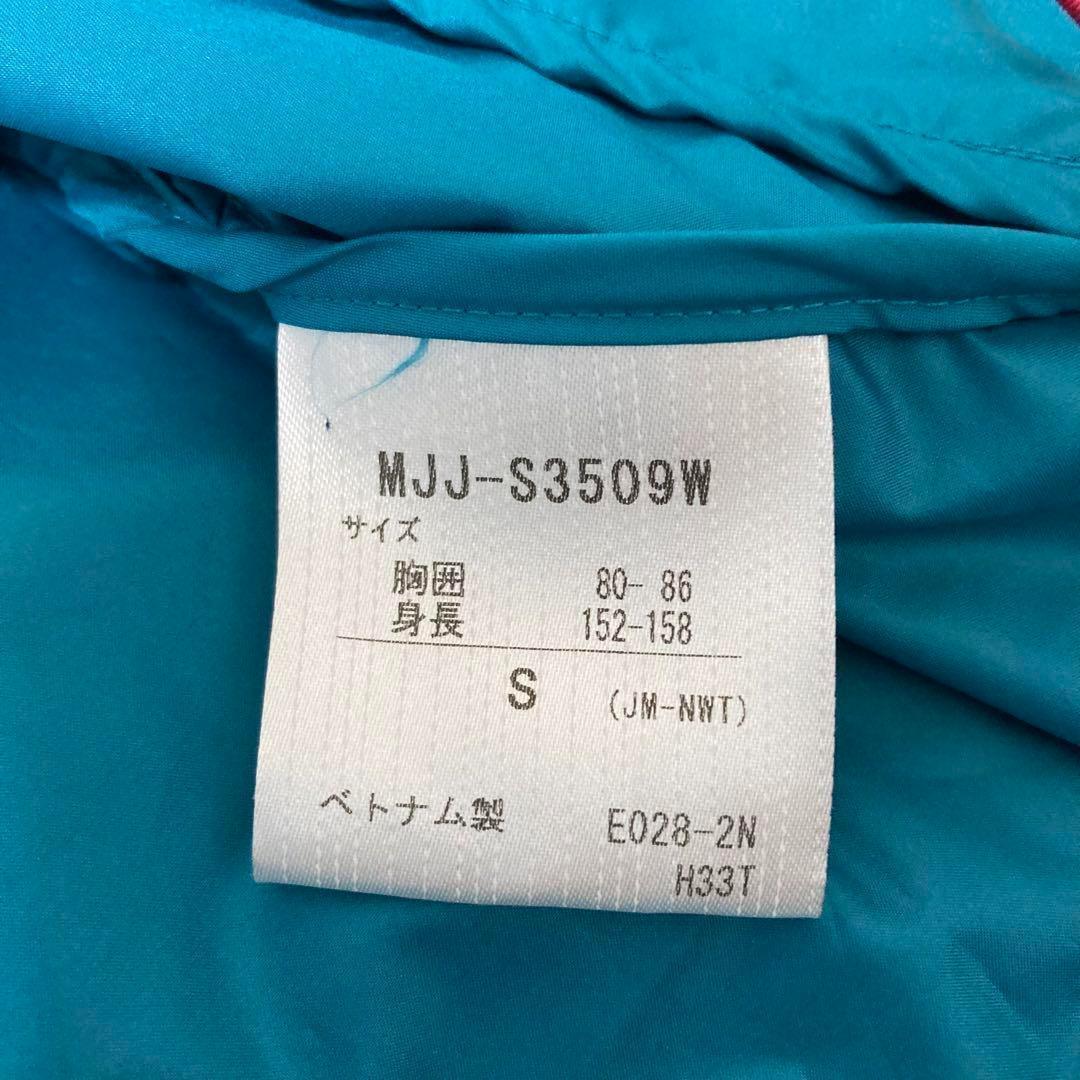 MJJ-S3509W
サイズ
胸囲 80- 86
身長 152-158
S (JM-NWT)
ベトナム製 E028-2N
H33T